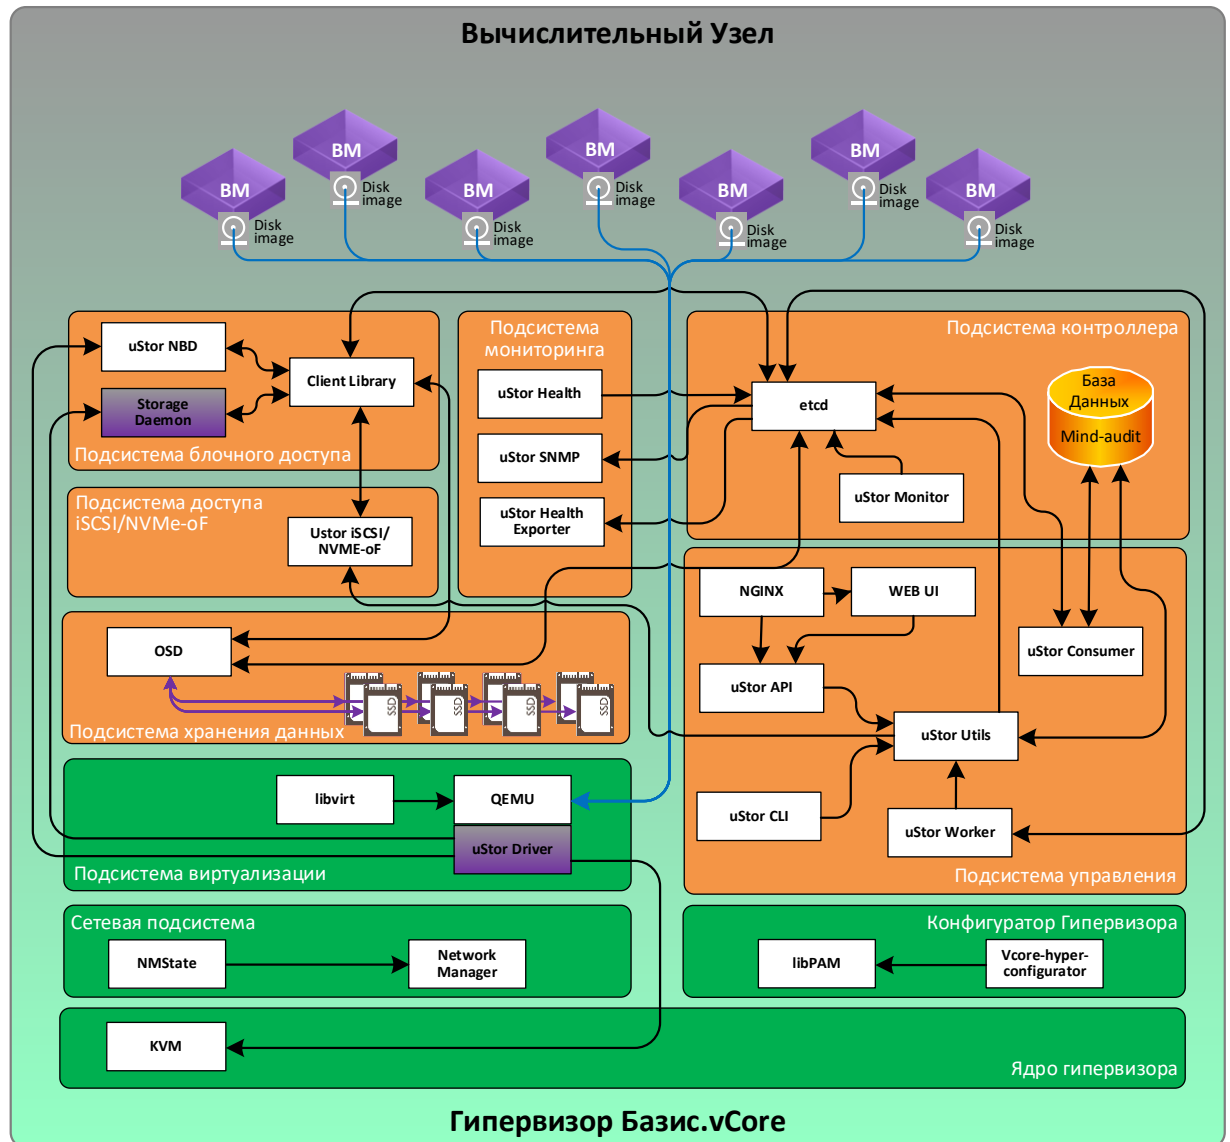 Вычислительный Узел
ВМ
Disk
image
ВМ
Disk
image
ВМ
Disk
image
ВМ
Disk
image
ВМ
Disk
image
ВМ
Disk
image
ВМ
Disk
image
uStor NBD
Client Library
Storage
Daemon
Подсистема блочного доступа
Подсистема
мониторинга
uStor Health
uStor SNMP
uStor Health
Exporter
Подсистема контроллера
etcd
База
Данных
Mind-audit
uStor Monitor
Подсистема доступа
iSCSI/NVMe-oF
Ustor iSCSI/
NVME-oF
NGINX
WEB UI
uStor Consumer
uStor API
uStor Utils
uStor CLI
uStor Worker
Подсистема управления
OSD
SSD
SSD
SSD
SSD
Подсистема хранения данных
libvirt
QEMU
uStor Driver
Подсистема виртуализации
Сетевая подсистема
NMState
Network
Manager
Конфигуратор Гипервизора
libPAM
Vcore-hyper-
configurator
KVM
Ядро гипервизора
Гипервизор Базис.vCore